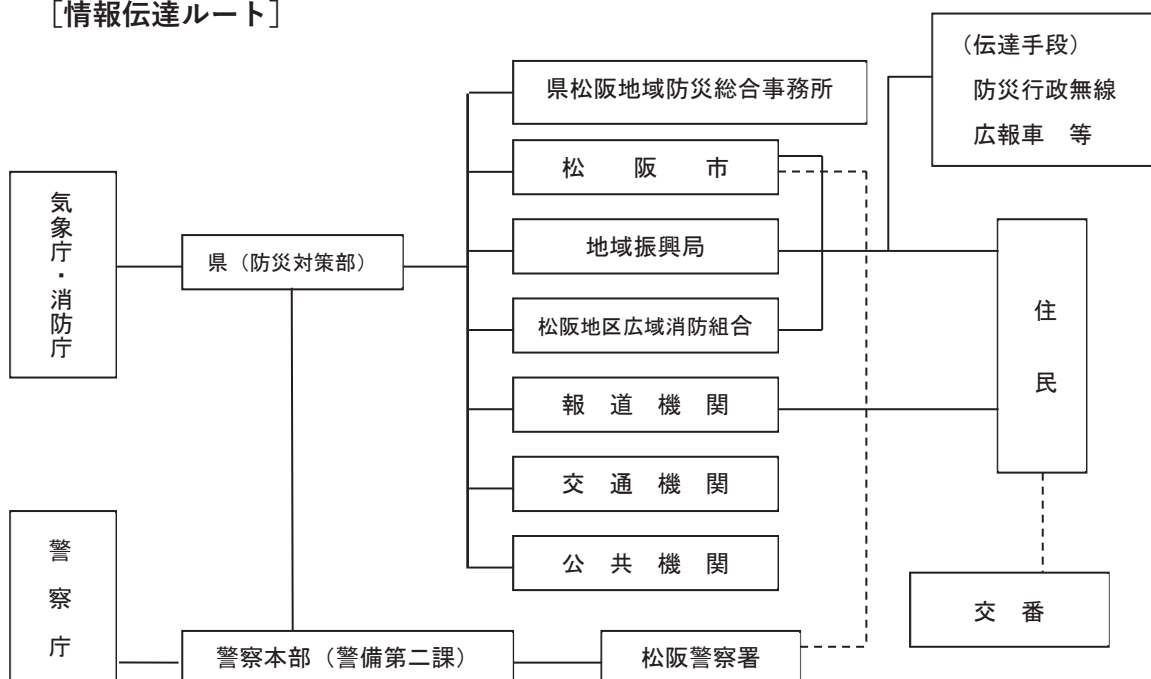 ［情報伝達ルート］
（伝達手段）
防災行政無線
広報車　等
県松阪地域防災総合事務所
松　阪　市
気象庁・消防庁
県（防災対策部）
地域振興局
松阪地区広域消防組合
住民
報　道　機　関
交　通　機　関
公　共　機　関
警察庁
交　番
警察本部（警備第二課）
松阪警察署